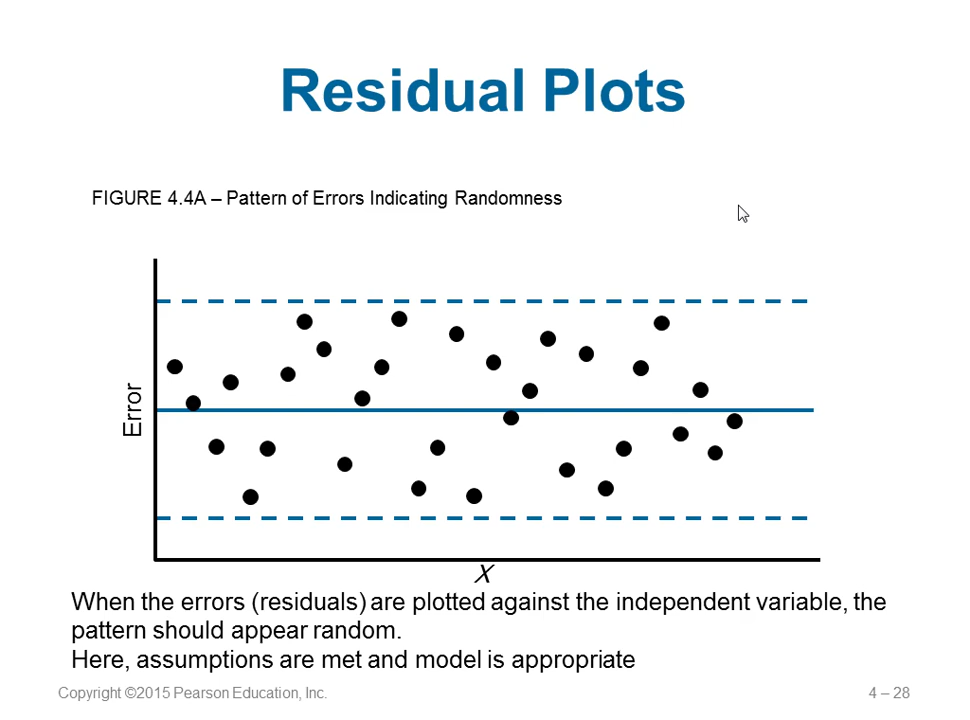 Residual Plots
FIGURE 4.4A – Pattern of Errors Indicating Randomness
Error
X
When the errors (residuals) are plotted against the independent variable, the
pattern should appear random.
Here, assumptions are met and model is appropriate
Copyright ©2015 Pearson Education, Inc.
4 – 28